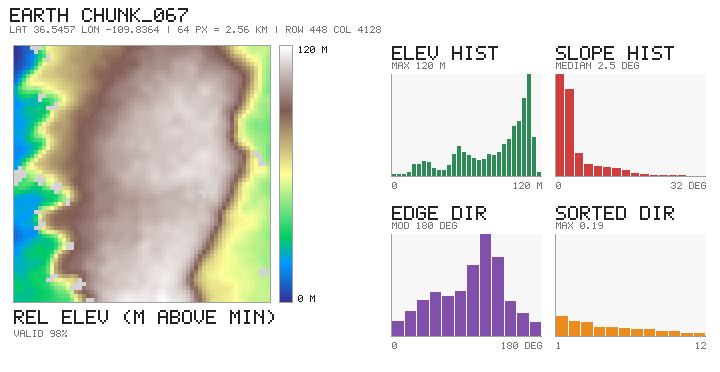 EARTH CHUNK_067
LAT 36.5457 LON -109.8364 | 64 PX = 2.56 KM | ROW 448 COL 4128
120 M
0 M
REL ELEV (M ABOVE MIN)
VALID 98%
ELEV HIST
MAX 120 M
0 120 M
SLOPE HIST
MEDIAN 2.5 DEG
0 32 DEG
EDGE DIR
MOD 180 DEG
0 180 DEG
SORTED DIR
MAX 0.19
1 12